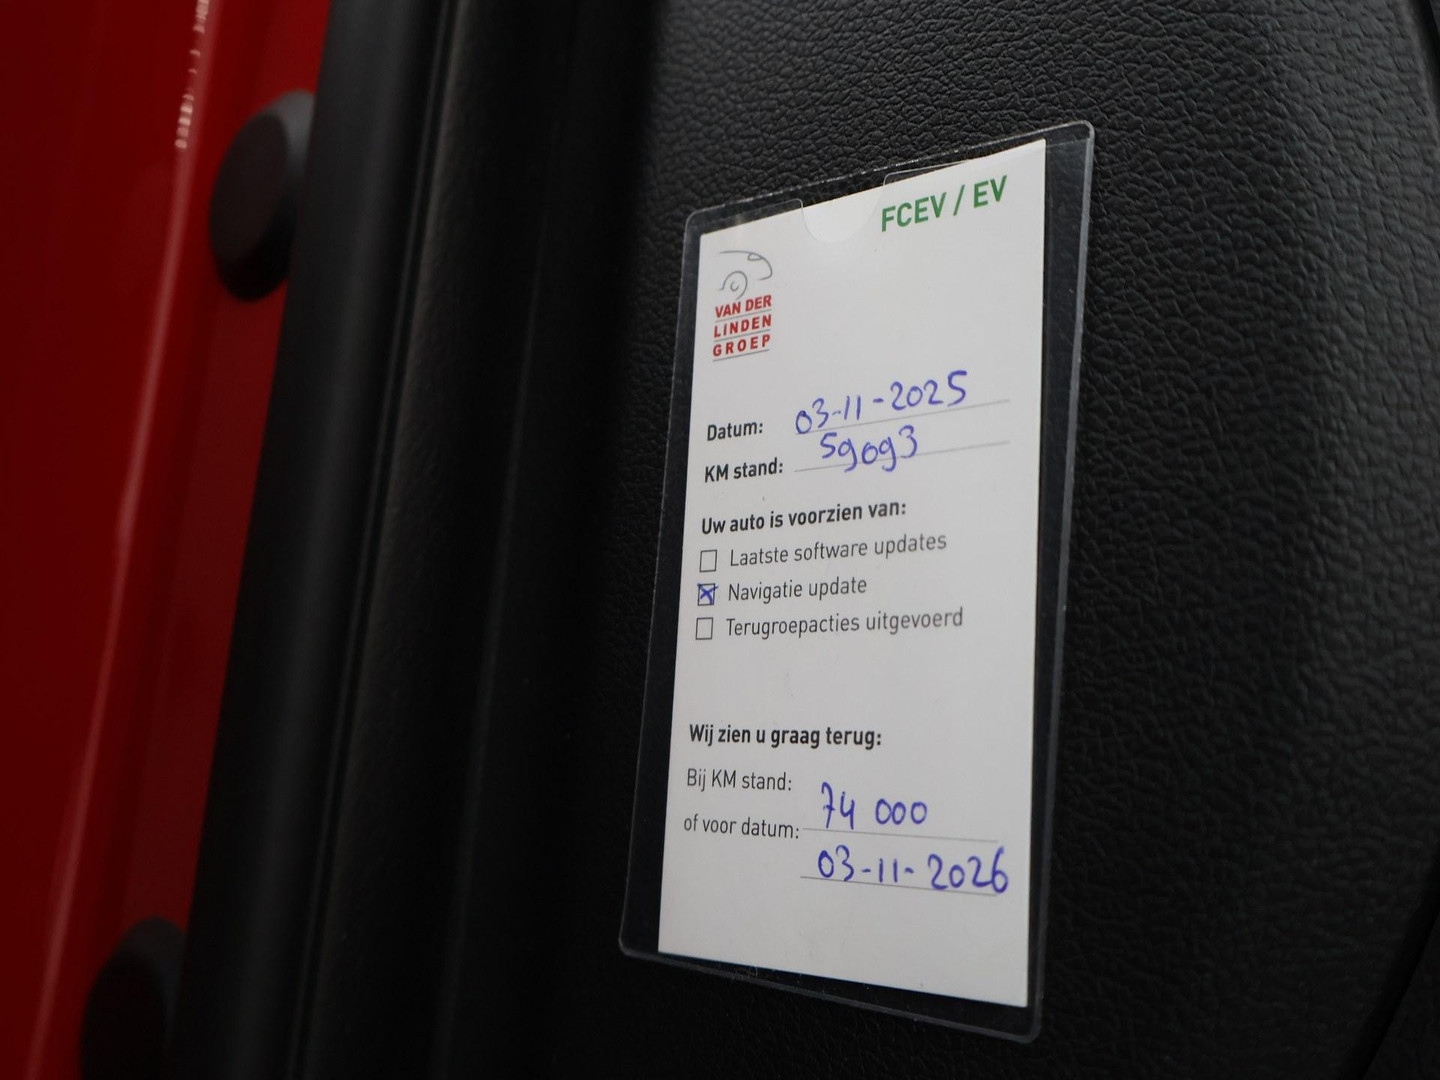 FCEV / EV
VAN DER
LINDEN
GROEP
Datum: 03-11-2025
KM stand: 59093
Uw auto is voorzien van:
Laatste software updates
Navigatie update
Terugroepacties uitgevoerd
Wij zien u graag terug:
Bij KM stand: 74 000
of voor datum: 03-11-2026